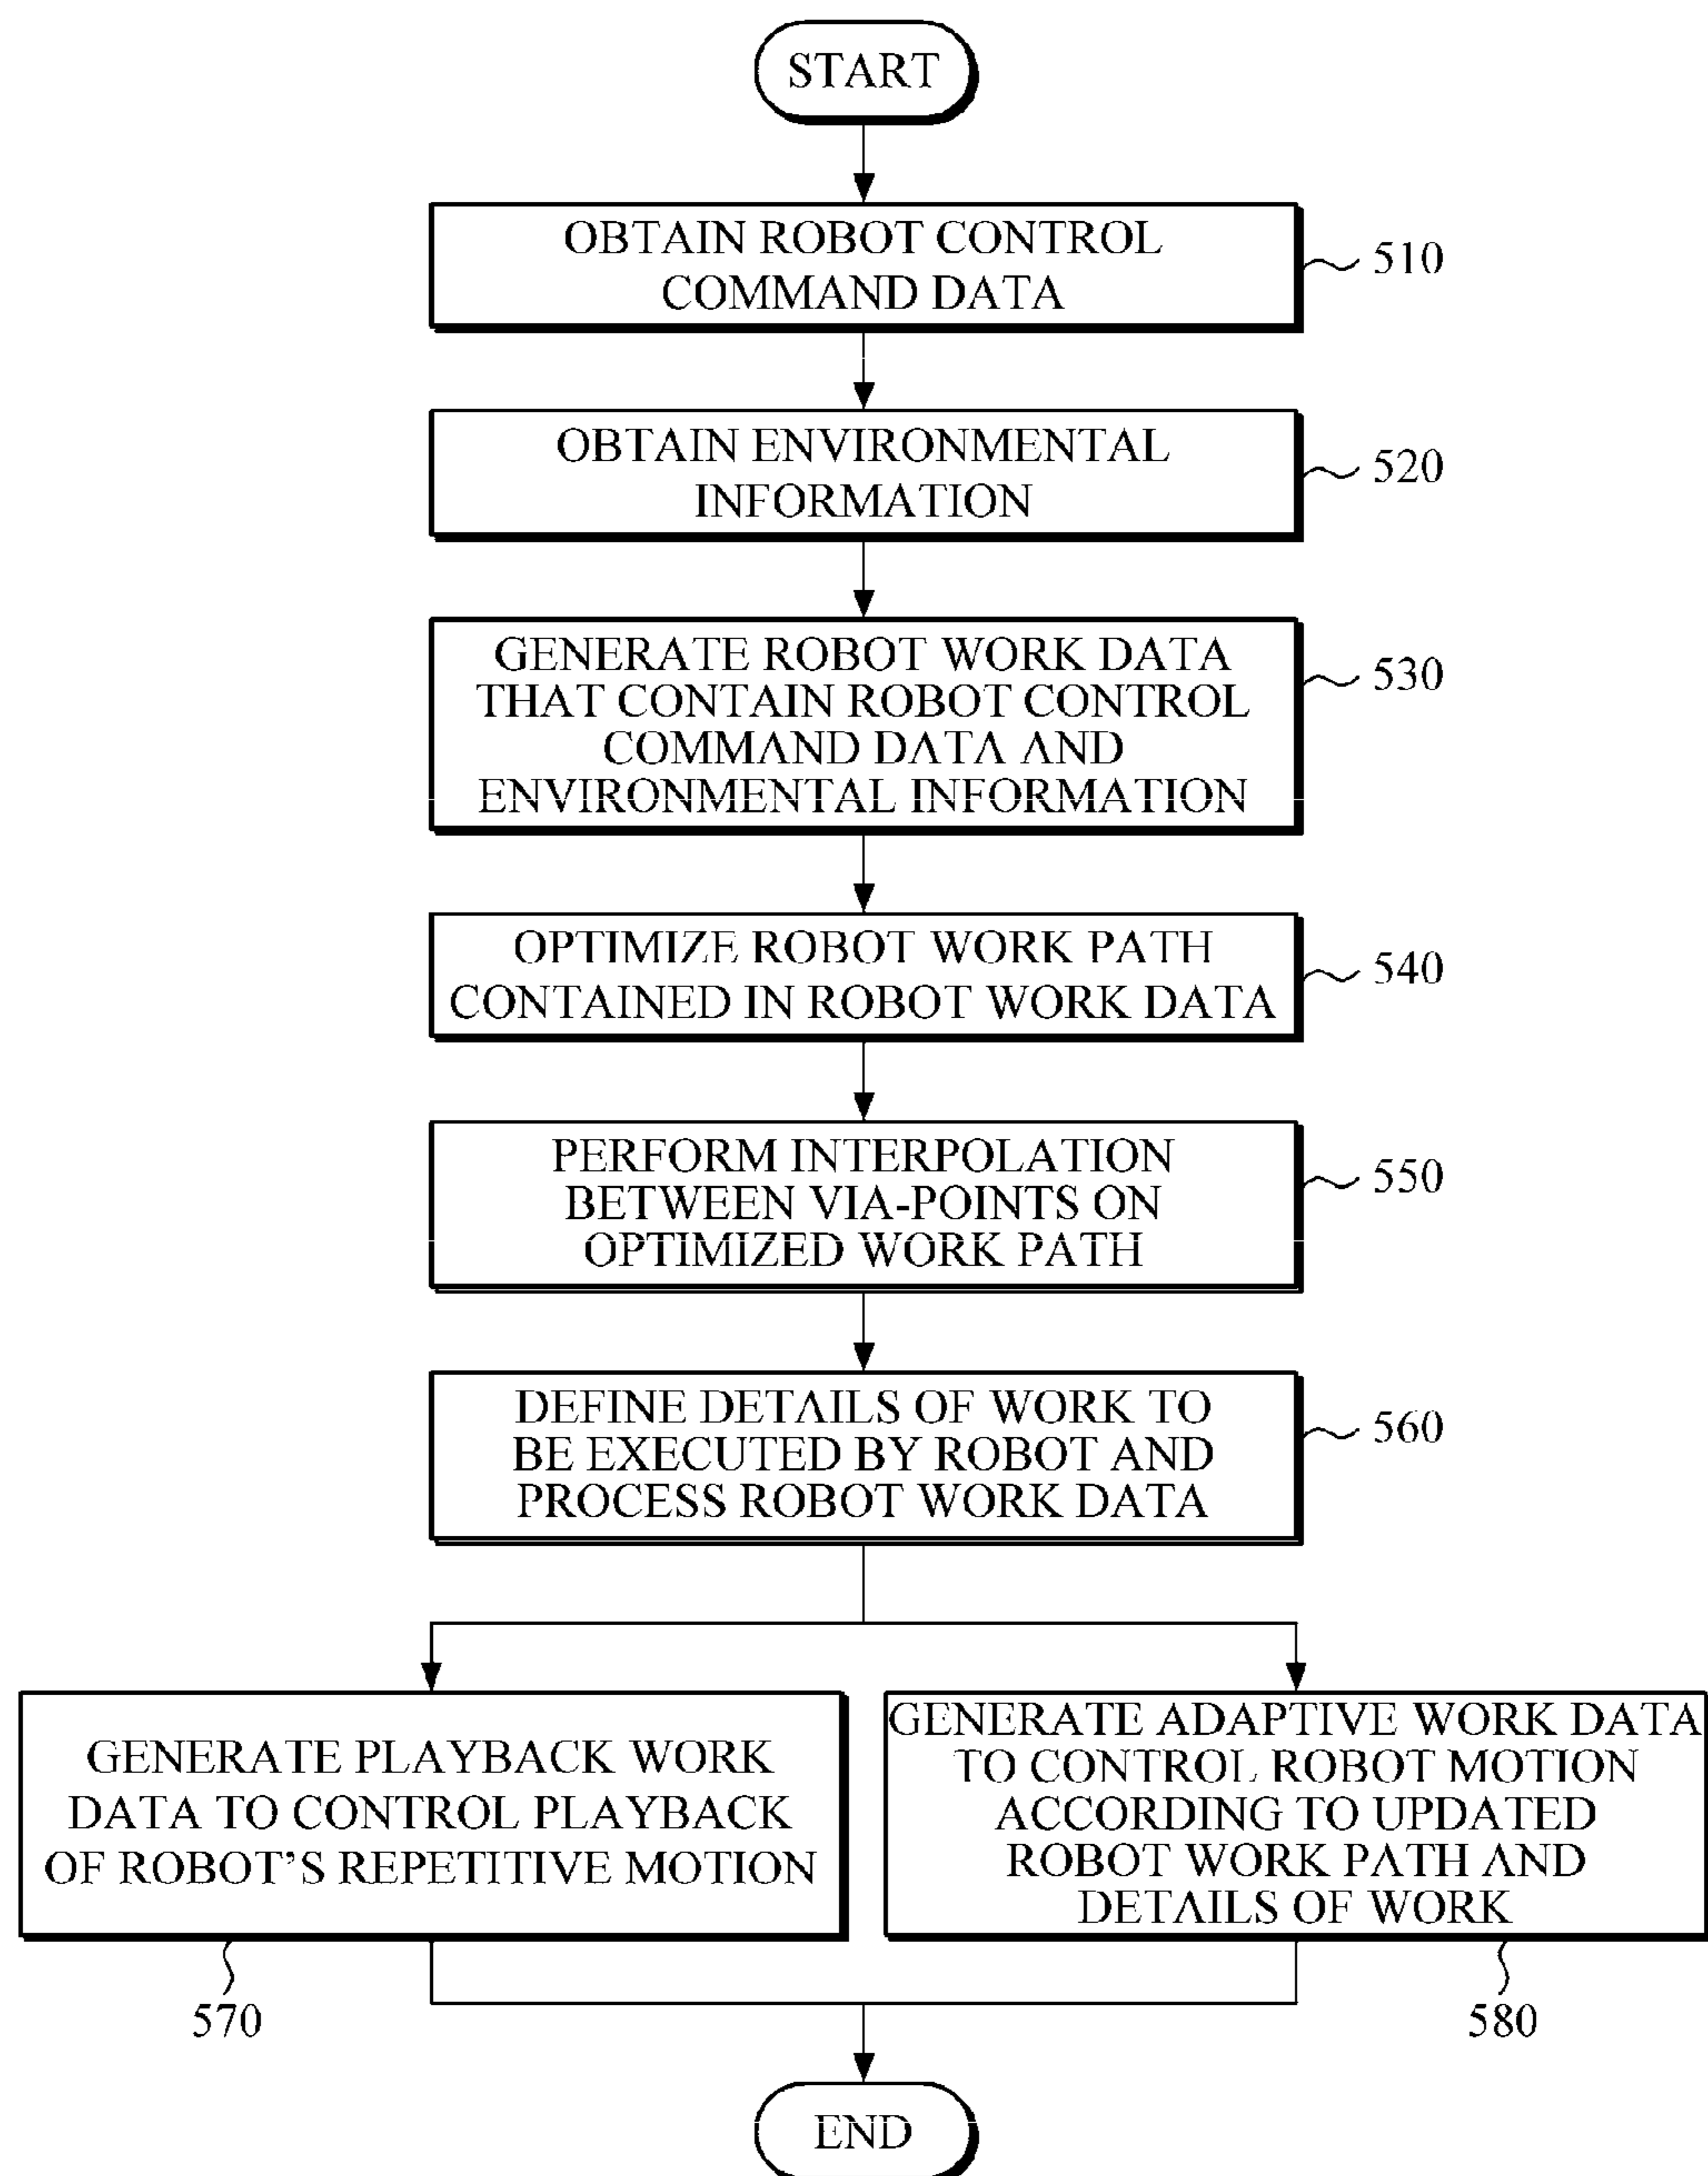 START
OBTAIN ROBOT CONTROL
COMMAND DATA
510
OBTAIN ENVIRONMENTAL
INFORMATION
520
GENERATE ROBOT WORK DATA
THAT CONTAIN ROBOT CONTROL
COMMAND DATA AND
ENVIRONMENTAL INFORMATION
530
OPTIMIZE ROBOT WORK PATH
CONTAINED IN ROBOT WORK DATA
540
PERFORM INTERPOLATION
BETWEEN VIA-POINTS ON
OPTIMIZED WORK PATH
550
DEFINE DETAILS OF WORK TO
BE EXECUTED BY ROBOT AND
PROCESS ROBOT WORK DATA
560
GENERATE PLAYBACK WORK
DATA TO CONTROL PLAYBACK
OF ROBOT'S REPETITIVE MOTION
570
GENERATE ADAPTIVE WORK DATA
TO CONTROL ROBOT MOTION
ACCORDING TO UPDATED
ROBOT WORK PATH AND
DETAILS OF WORK
580
END